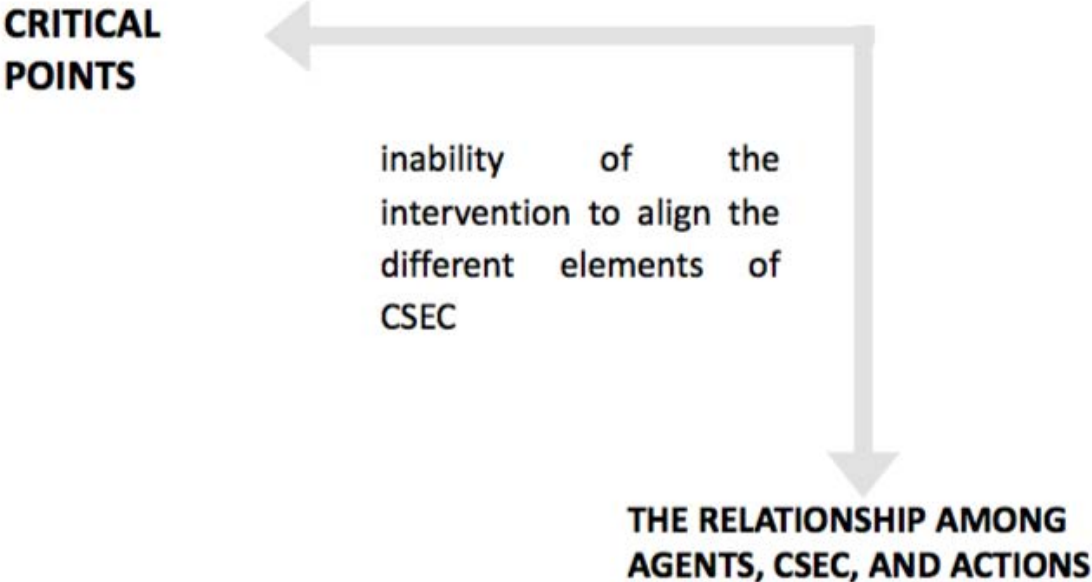 CRITICAL
POINTS
inability of the
intervention to align the
different elements of
CSEC
THE RELATIONSHIP AMONG
AGENTS, CSEC, AND ACTIONS